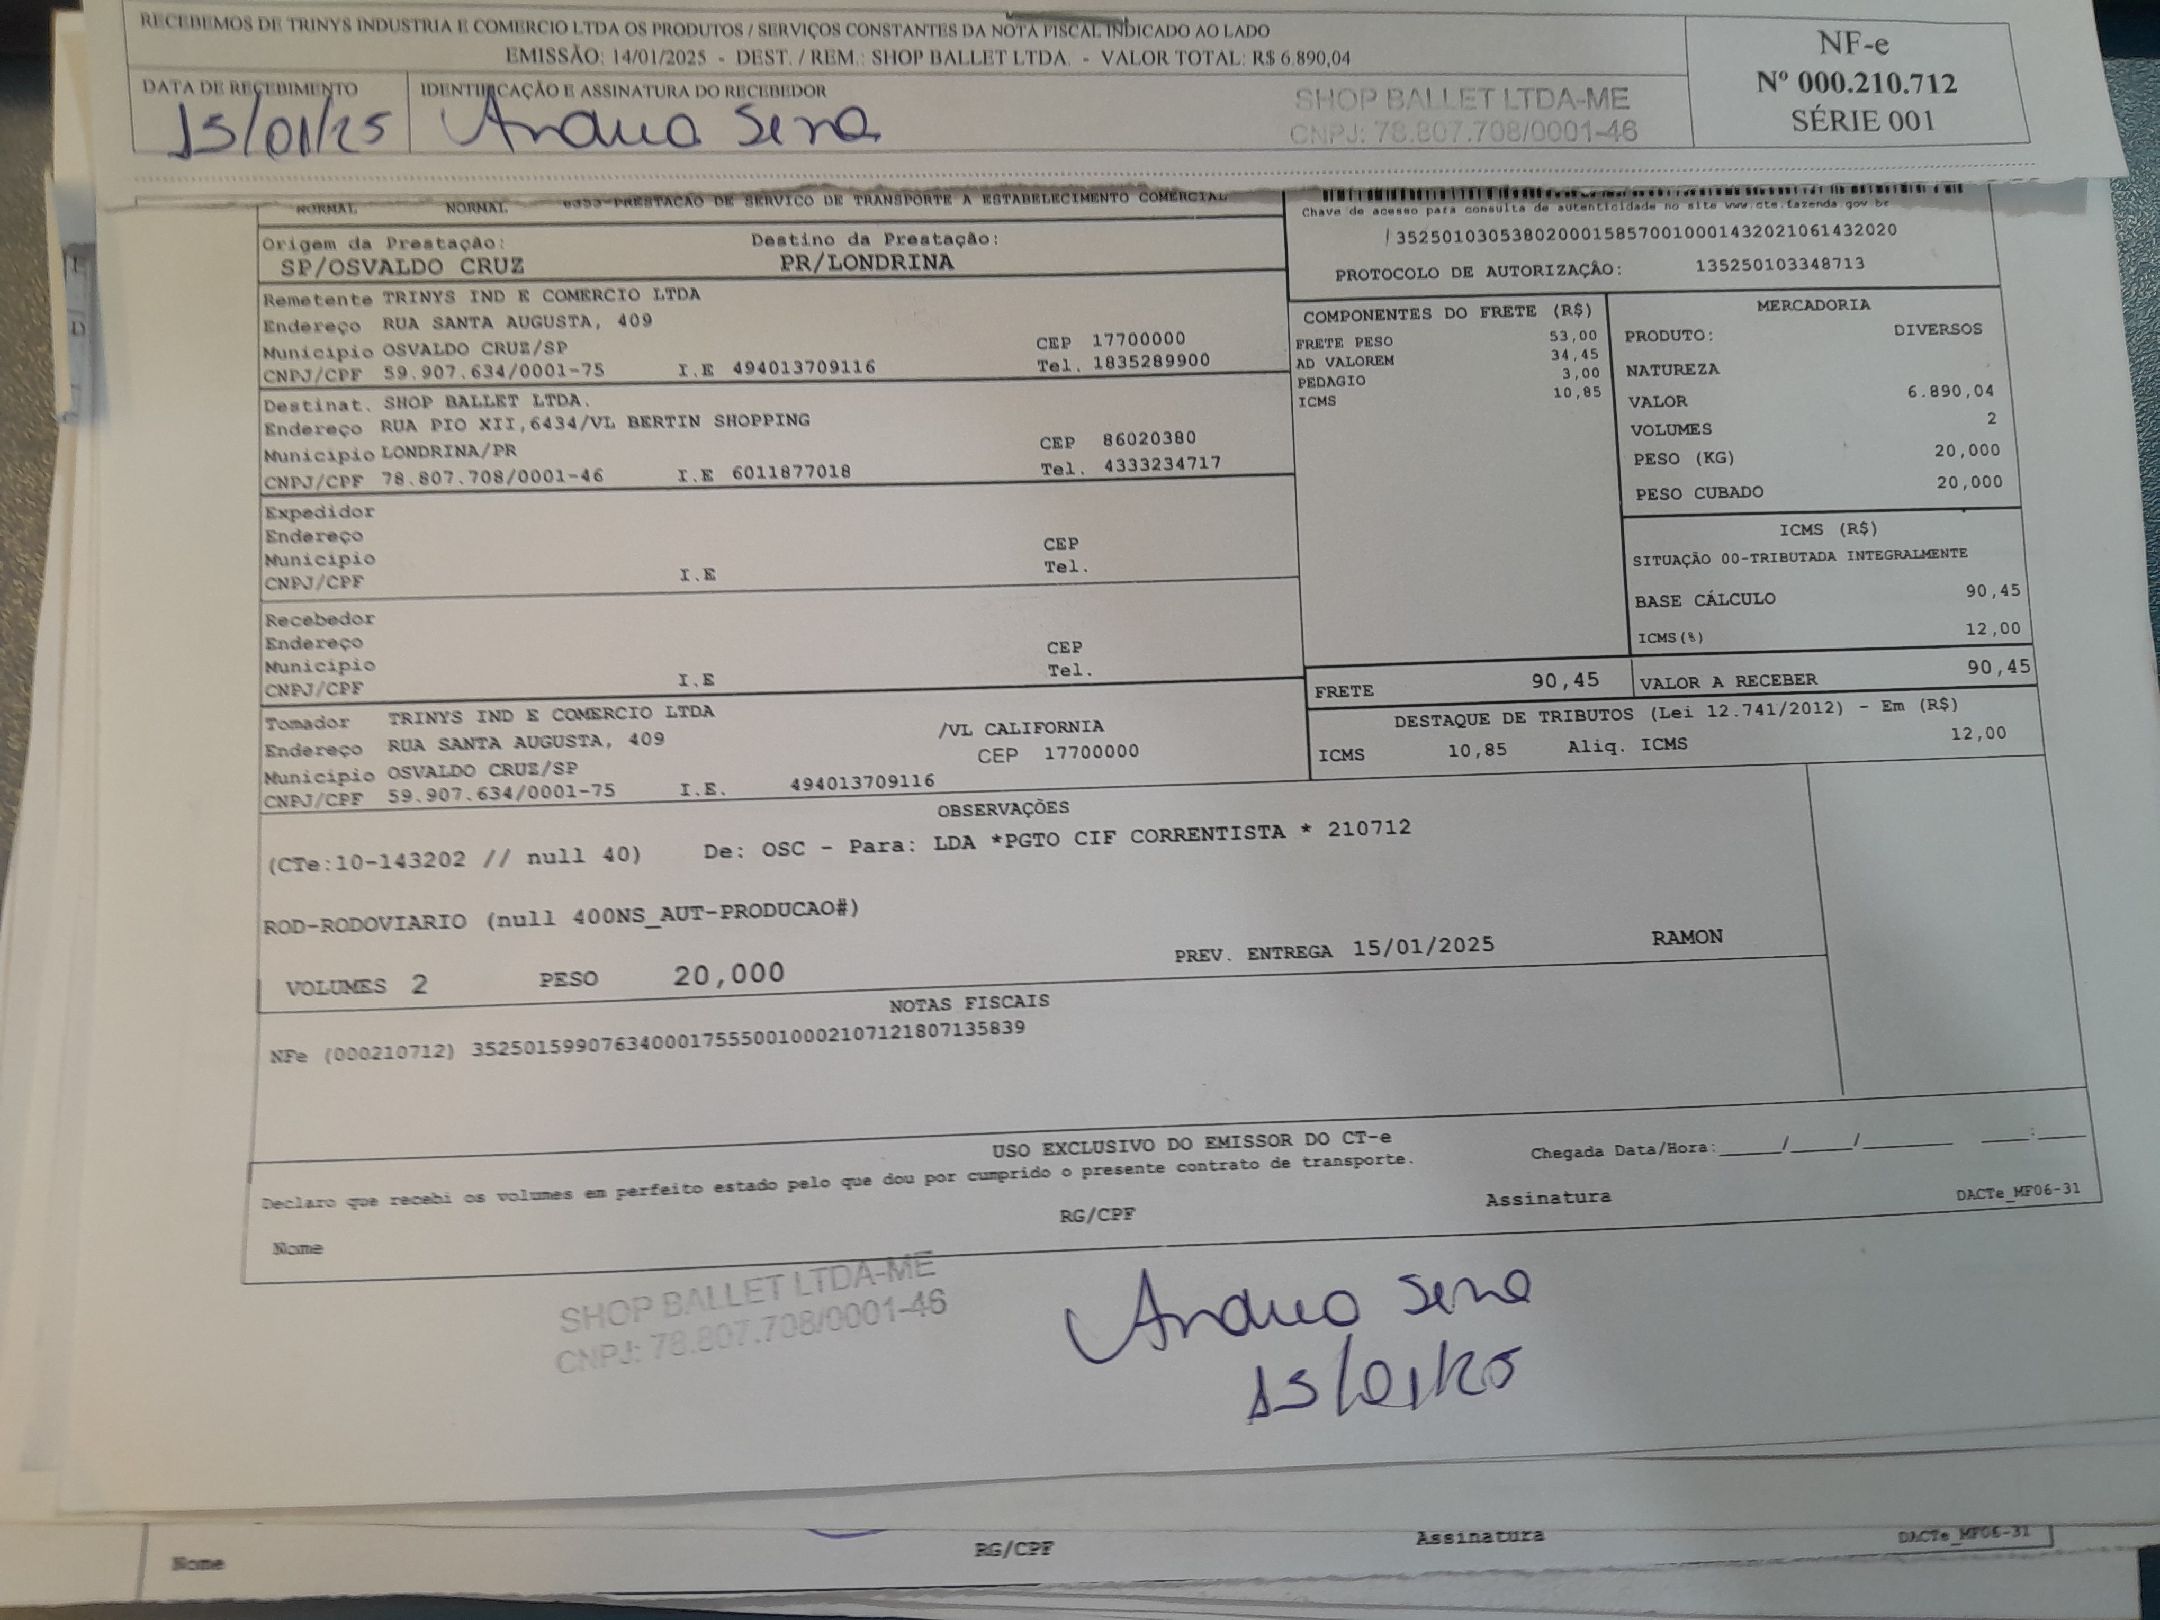 RECEBEMOS DE TRINYS INDUSTRIA E COMERCIO LTDA OS PRODUTOS / SERVIÇOS CONSTANTES DA NOTA FISCAL INDICADO AO LADO
EMISSÃO: 14/01/2025 - DEST. / REM.: SHOP BALLET LTDA. - VALOR TOTAL: R$ 6.890,04
NF-e
Nº 000.210.712
SÉRIE 001
DATA DE RECEBIMENTO
15/01/25
IDENTIFICAÇÃO E ASSINATURA DO RECEBEDOR
Sena
SHOP BALLET LTDA-ME
CNPJ: 78.807.708/0001-46
NORMAL NORMAL PRESTACAO DE SERVICO DE TRANSPORTE A ESTABELECIMENTO COMERCIAL
Origem da Prestação: Destino da Prestação:
SP/OSVALDO CRUZ PR/LONDRINA
Chave de acesso para consulta de autenticidade no site www.cte.fazenda.gov.br
35250103053802000158570010001432021061432020
PROTOCOLO DE AUTORIZAÇÃO: 135250103348713
Remetente TRINYS IND E COMERCIO LTDA
Endereço RUA SANTA AUGUSTA, 409
Municipio OSVALDO CRUZ/SP CEP 17700000
CNPJ/CPF 59.907.634/0001-75 I.E 494013709116 Tel. 1835289900
Destinat. SHOP BALLET LTDA.
Endereço RUA PIO XII,6434/VL BERTIN SHOPPING
Municipio LONDRINA/PR CEP 86020380
CNPJ/CPF 78.807.708/0001-46 I.E 6011877018 Tel. 4333234717
Expedidor
Endereço
Municipio CEP
CNPJ/CPF I.E Tel.
Recebedor
Endereço
Municipio CEP
CNPJ/CPF I.E Tel.
Tomador TRINYS IND E COMERCIO LTDA
Endereço RUA SANTA AUGUSTA, 409 /VL CALIFORNIA
Municipio OSVALDO CRUZ/SP CEP 17700000
CNPJ/CPF 59.907.634/0001-75 I.E. 494013709116
COMPONENTES DO FRETE (R$)
FRETE PESO 53,00
AD VALOREM 34,45
PEDAGIO 3,00
ICMS 10,85
MERCADORIA
PRODUTO: DIVERSOS
NATUREZA
VALOR 6.890,04
VOLUMES 2
PESO (KG) 20,000
PESO CUBADO 20,000
ICMS (R$)
SITUAÇÃO 00-TRIBUTADA INTEGRALMENTE
BASE CÁLCULO 90,45
ICMS(%) 12,00
FRETE 90,45 VALOR A RECEBER 90,45
DESTAQUE DE TRIBUTOS (Lei 12.741/2012) - Em (R$)
ICMS 10,85 Aliq. ICMS 12,00
OBSERVAÇÕES
(CTe:10-143202 // null 40) De: OSC - Para: LDA *PGTO CIF CORRENTISTA * 210712
ROD-RODOVIARIO (null 400NS_AUT-PRODUCAO#)
VOLUMES 2 PESO 20,000 PREV. ENTREGA 15/01/2025 RAMON
NOTAS FISCAIS
NFe (000210712) 35250159907634000175550010002107121807135839
USO EXCLUSIVO DO EMISSOR DO CT-e
Declaro que recebi os volumes em perfeito estado pelo que dou por cumprido o presente contrato de transporte. Chegada Data/Hora:_____/_____/_______ ____:____
Nome RG/CPF Assinatura DACTe_MF06-31
SHOP BALLET LTDA-ME
CNPJ: 78.807.708/0001-46
Sena
15/01/25
Nome RG/CPF Assinatura DACTe_MF06-31